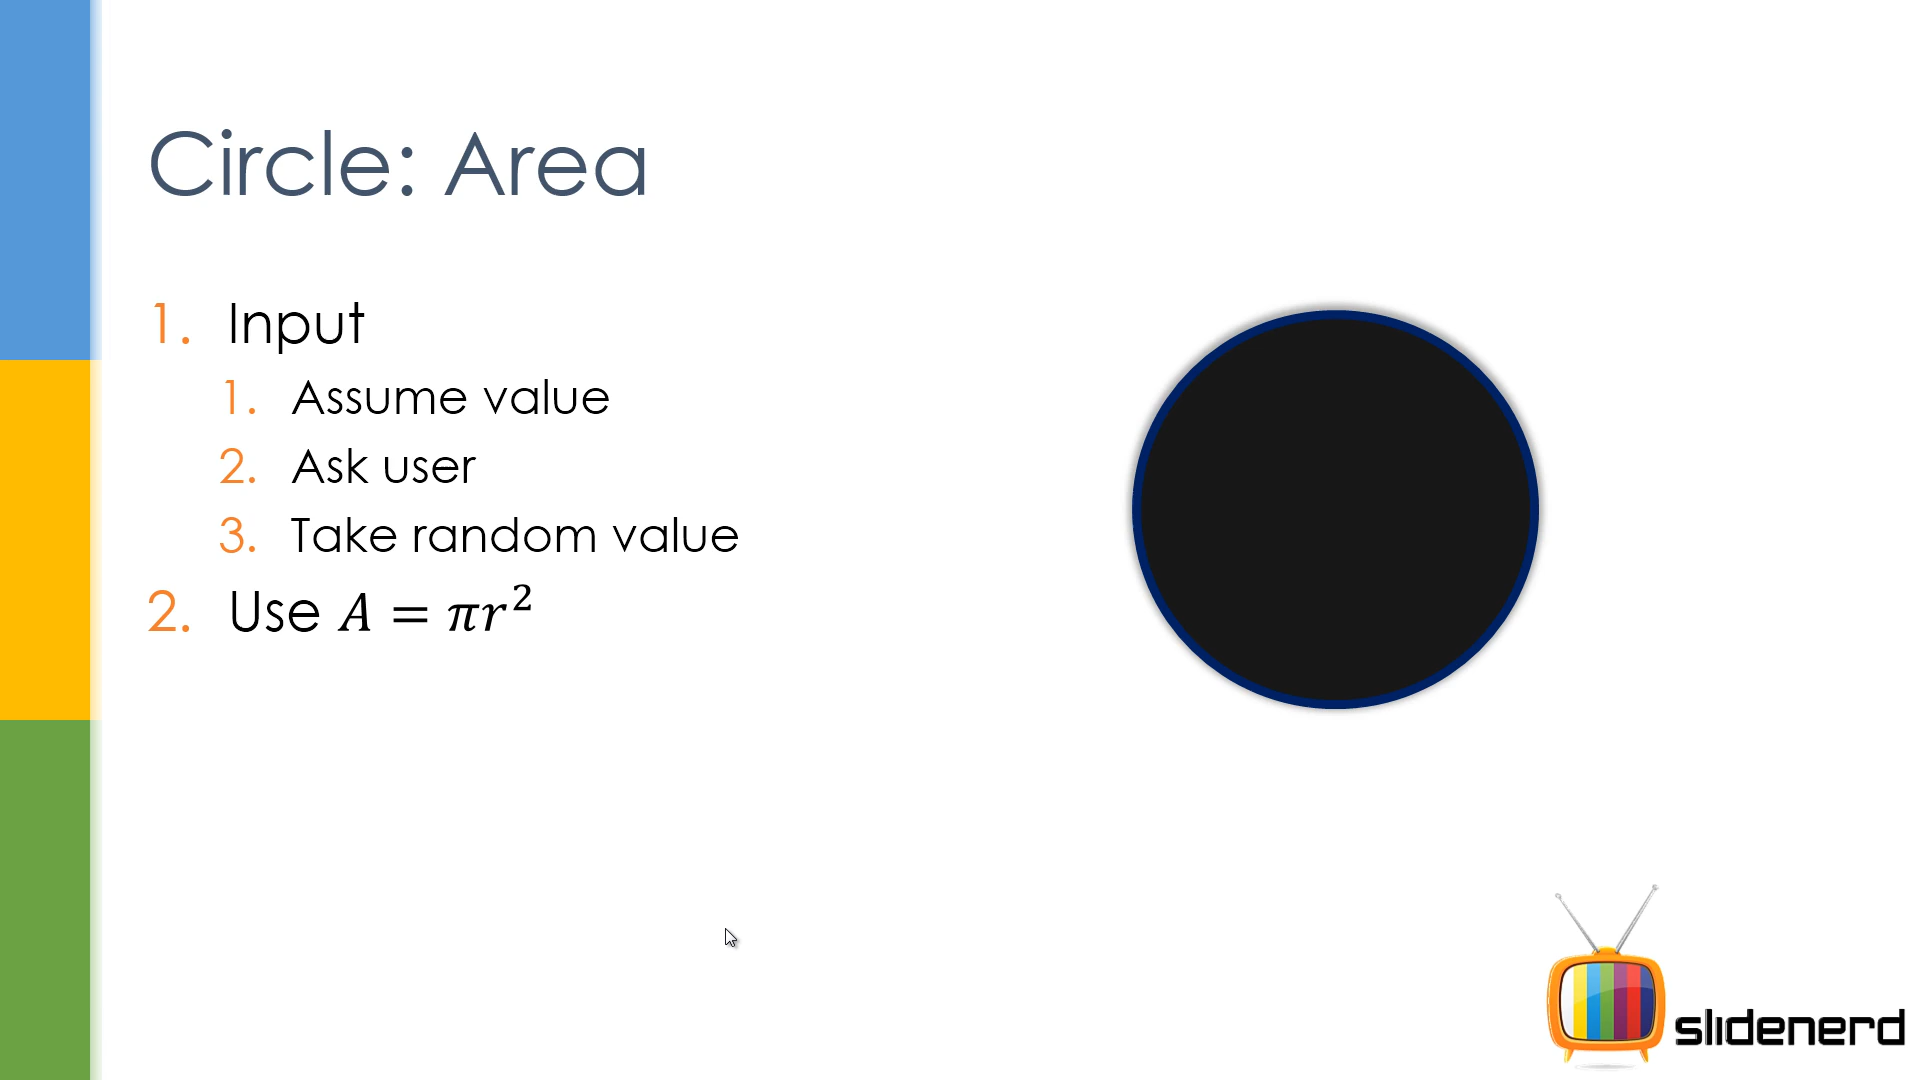 Circle: Area
1. Input
1. Assume value
2. Ask user
3. Take random value
2. Use A = πr²
slidenerd